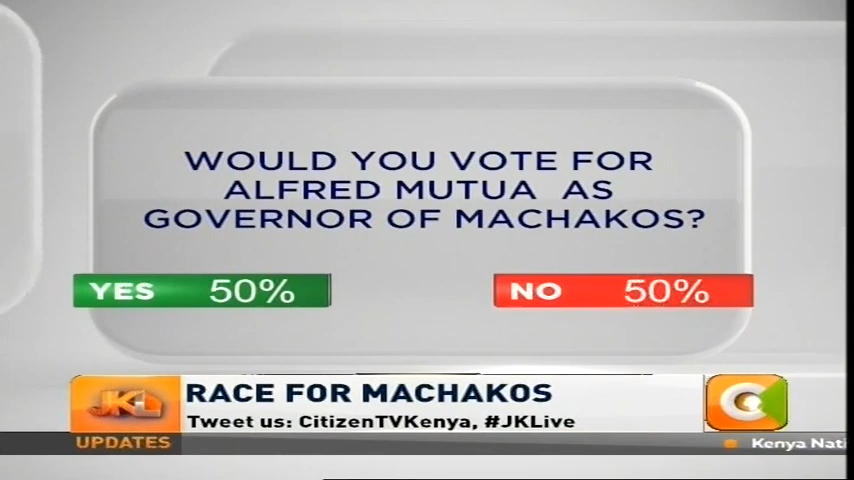 WOULD YOU VOTE FOR
ALFRED MUTUA AS
GOVERNOR OF MACHAKOS?
YES 50%
NO 50%
JKL
RACE FOR MACHAKOS
Tweet us: CitizenTVKenya, #JKLive
UPDATES
Kenya Nati